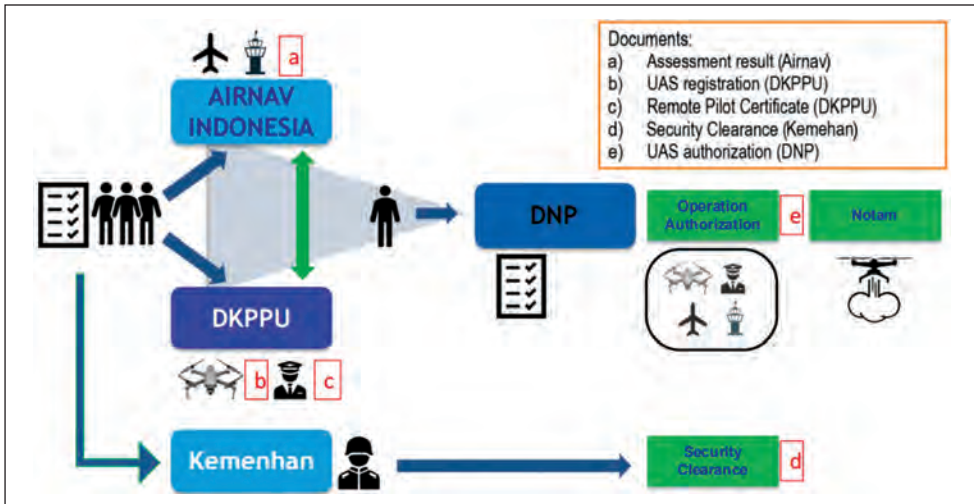 Documents:
a) Assessment result (Airnav)
b) UAS registration (DKPPU)
c) Remote Pilot Certificate (DKPPU)
d) Security Clearance (Kemehan)
e) UAS authorization (DNP)
a
AIRNAV
INDONESIA
DNP
Operation
Authorization
e
Notam
DKPPU
b
c
Kemenhan
Security
Clearance
d